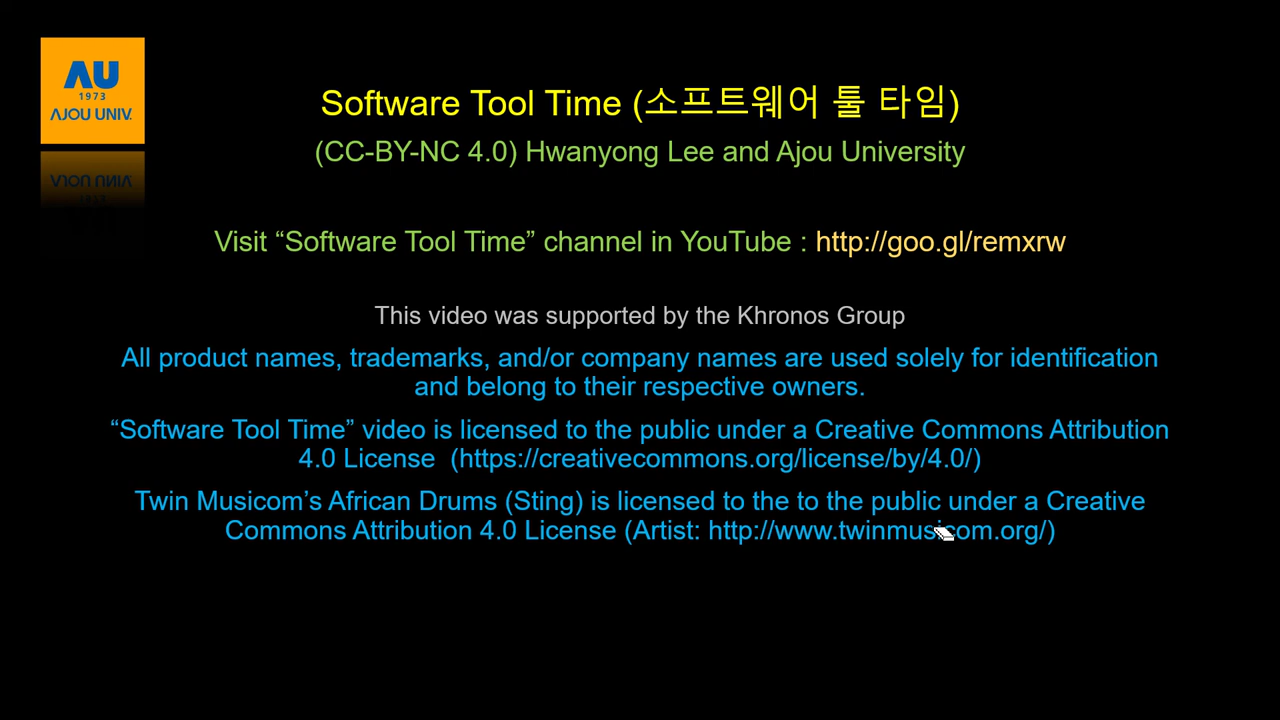 AU
1973
AJOU UNIV.
Software Tool Time (소프트웨어 툴 타임)
(CC-BY-NC 4.0) Hwanyong Lee and Ajou University
Visit “Software Tool Time” channel in YouTube : http://goo.gl/remxrw
This video was supported by the Khronos Group
All product names, trademarks, and/or company names are used solely for identification
and belong to their respective owners.
“Software Tool Time” video is licensed to the public under a Creative Commons Attribution
4.0 License (https://creativecommons.org/license/by/4.0/)
Twin Musicom’s African Drums (Sting) is licensed to the to the public under a Creative
Commons Attribution 4.0 License (Artist: http://www.twinmusicom.org/)